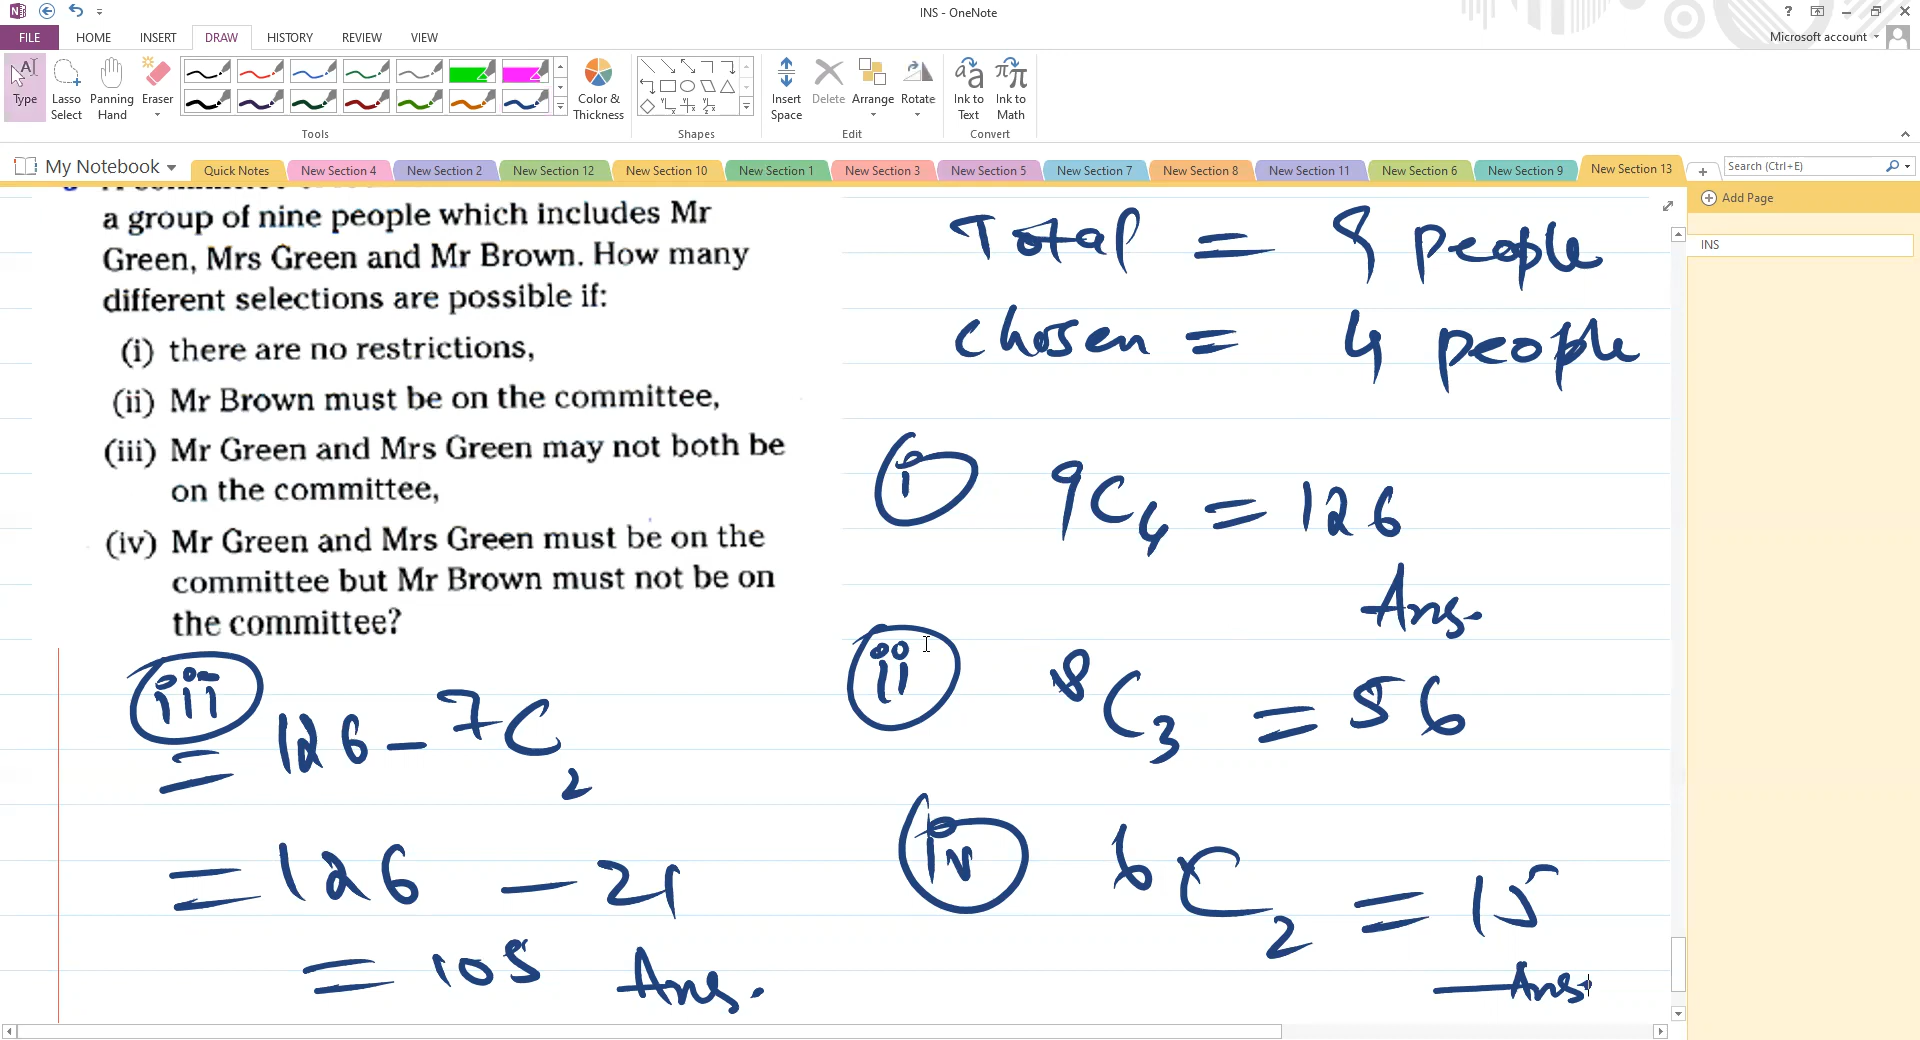 INS - OneNote
Microsoft account
FILE HOME INSERT DRAW HISTORY REVIEW VIEW
Type
Lasso Select
Panning Hand
Eraser
Color & Thickness
Insert Space
Delete
Arrange
Rotate
Ink to Text
Ink to Math
Tools Shapes Edit Convert
My Notebook Quick Notes New Section 4 New Section 2 New Section 12 New Section 10 New Section 1 New Section 3 New Section 5 New Section 7 New Section 8 New Section 11 New Section 6 New Section 9 New Section 13 Search (Ctrl+E)
Add Page
INS
a group of nine people which includes Mr
Green, Mrs Green and Mr Brown. How many
different selections are possible if:
(i) there are no restrictions,
(ii) Mr Brown must be on the committee,
(iii) Mr Green and Mrs Green may not both be
on the committee,
(iv) Mr Green and Mrs Green must be on the
committee but Mr Brown must not be on
the committee?
Total = 9 people
chosen = 4 people
i 9C4 = 126
Ans.
ii 8C3 = 56
iii
= 126 - 7C2
= 126 - 21
= 105 Ans.
iv 6C2 = 15
Ans.